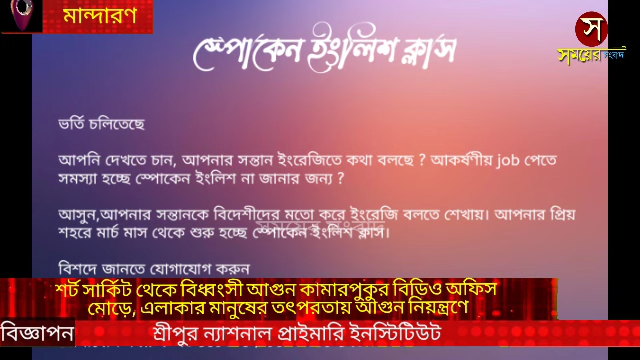 মান্দারণ
স্পোকেন ইংলিশ ক্লাস
স
সময়ের সংবাদ
ভর্তি চলিতেছে
আপনি দেখতে চান, আপনার সন্তান ইংরেজিতে কথা বলছে ? আকর্ষণীয় job পেতে
সমস্যা হচ্ছে স্পোকেন ইংলিশ না জানার জন্য ?
আসুন,আপনার সন্তানকে বিদেশীদের মতো করে ইংরেজি বলতে শেখায়। আপনার প্রিয়
শহরে মার্চ মাস থেকে শুরু হচ্ছে স্পোকেন ইংলিশ ক্লাস।
সময়ের সংবাদ
বিশদে জানতে যোগাযোগ করুন
শর্ট সার্কিট থেকে বিধ্বংসী আগুন কামারপুকুর বিডিও অফিস
মোড়ে, এলাকার মানুষের তৎপরতায় আগুন নিয়ন্ত্রণে
বিজ্ঞাপন শ্রীপুর ন্যাশনাল প্রাইমারি ইনস্টিটিউট